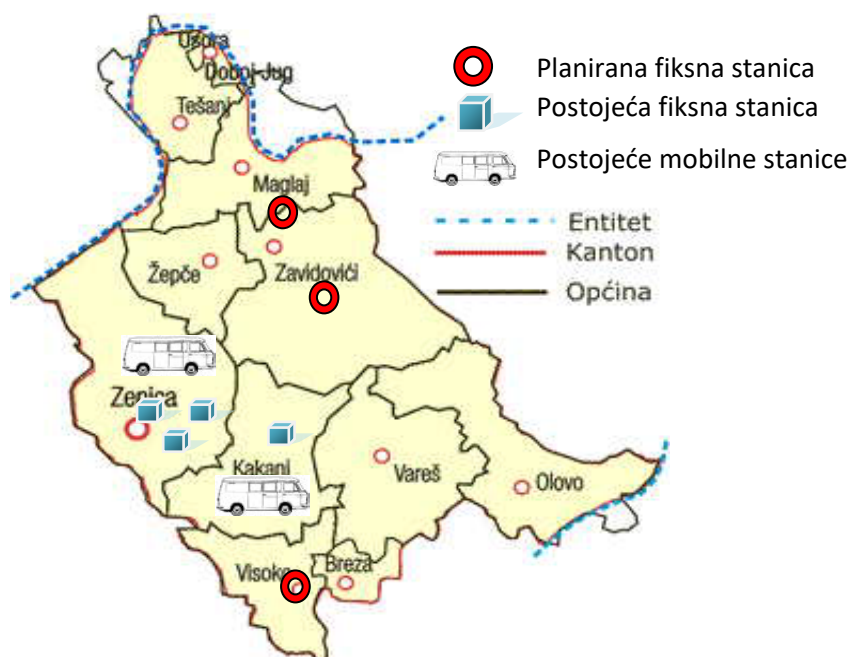 Usora
Doboj-Jug
Tešanj
Maglaj
Žepče
Zavidovići
Zenica
Kakanj
Vareš
Olovo
Visoko
Breza
Planirana fiksna stanica
Postojeća fiksna stanica
Postojeće mobilne stanice
Entitet
Kanton
Općina